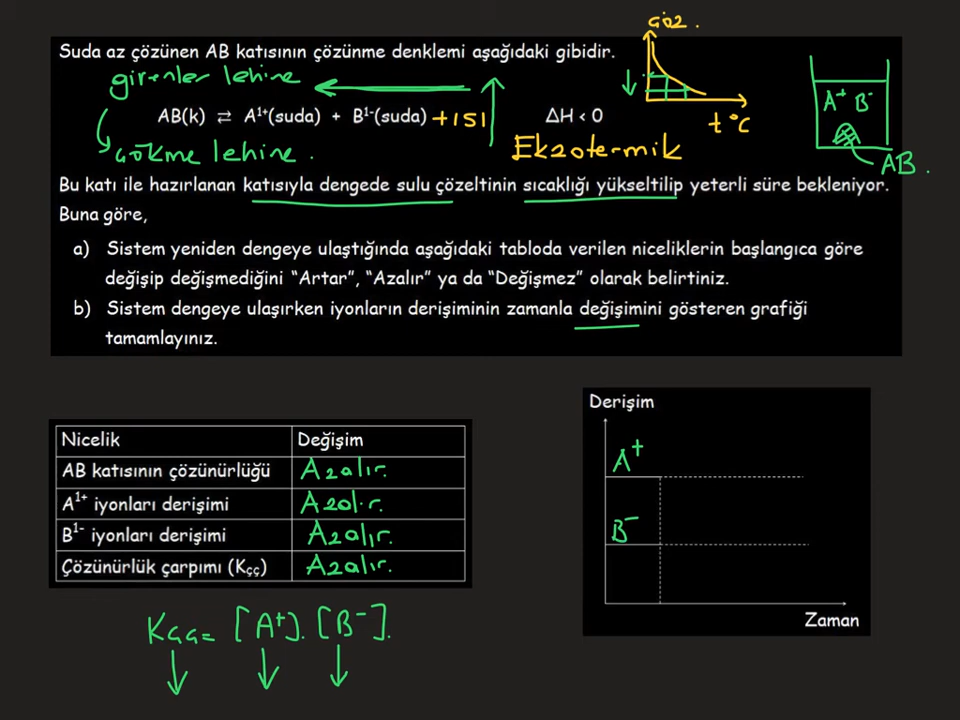 Çöz.
Suda az çözünen AB katısının çözünme denklemi aşağıdaki gibidir.
girenler lehine
AB(k) ⇄ A¹⁺(suda) + B¹⁻(suda) +ısı ΔH < 0
t °C
A⁺ B⁻
Çökme lehine.
Ekzotermik
AB.
Bu katı ile hazırlanan katısıyla dengede sulu çözeltinin sıcaklığı yükseltilip yeterli süre bekleniyor.
Buna göre,
a) Sistem yeniden dengeye ulaştığında aşağıdaki tabloda verilen niceliklerin başlangıca göre
değişip değişmediğini “Artar”, “Azalır” ya da “Değişmez” olarak belirtiniz.
b) Sistem dengeye ulaşırken iyonların derişiminin zamanla değişimini gösteren grafiği
tamamlayınız.
Nicelik Değişim
AB katısının çözünürlüğü Azalır.
A¹⁺ iyonları derişimi Azalır.
B¹⁻ iyonları derişimi Azalır.
Çözünürlük çarpımı (Kçç) Azalır.
Kçç= [A⁺].[B⁻].
Derişim
A⁺
B⁻
Zaman